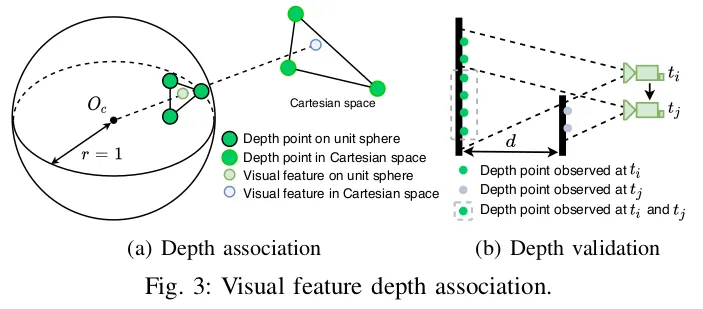 O_c
r = 1
Cartesian space
Depth point on unit sphere
Depth point in Cartesian space
Visual feature on unit sphere
Visual feature in Cartesian space
t_i
t_j
d
Depth point observed at t_i
Depth point observed at t_j
Depth point observed at t_i and t_j
(a) Depth association
(b) Depth validation
Fig. 3: Visual feature depth association.